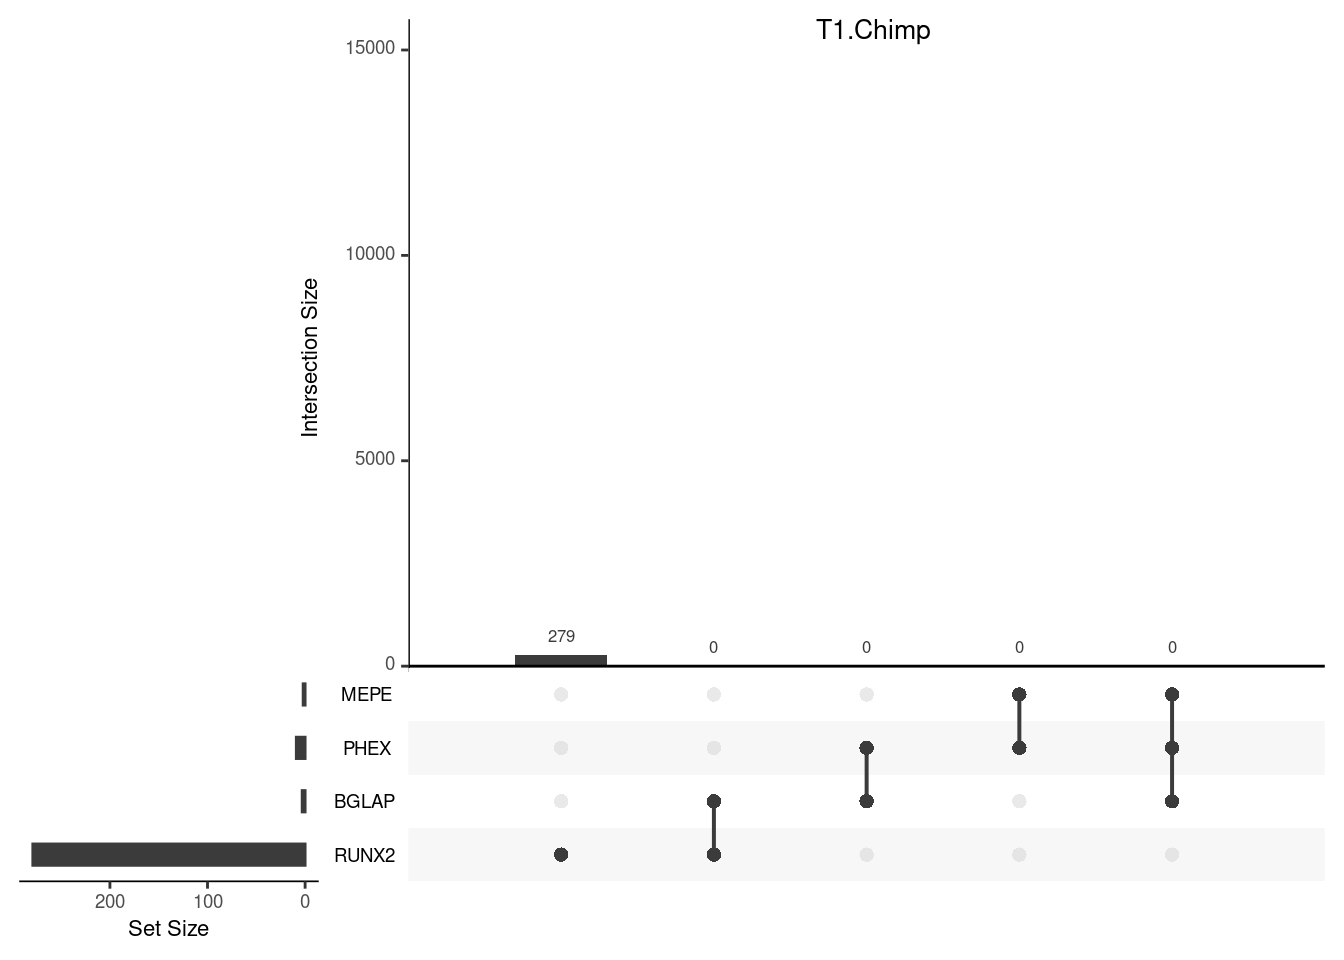 T1.Chimp
15000
10000
5000
0
Intersection Size
279
0
0
0
0
MEPE
PHEX
BGLAP
RUNX2
200
100
0
Set Size